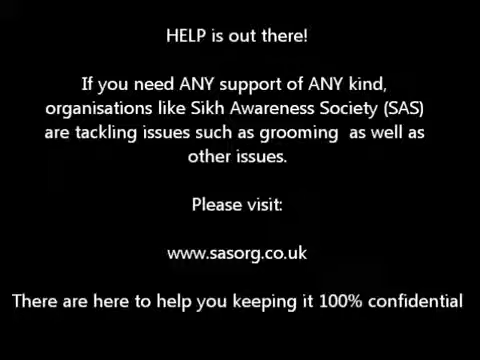 HELP is out there!
If you need ANY support of ANY kind,
organisations like Sikh Awareness Society (SAS)
are tackling issues such as grooming as well as
other issues.
Please visit:
www.sasorg.co.uk
There are here to help you keeping it 100% confidential